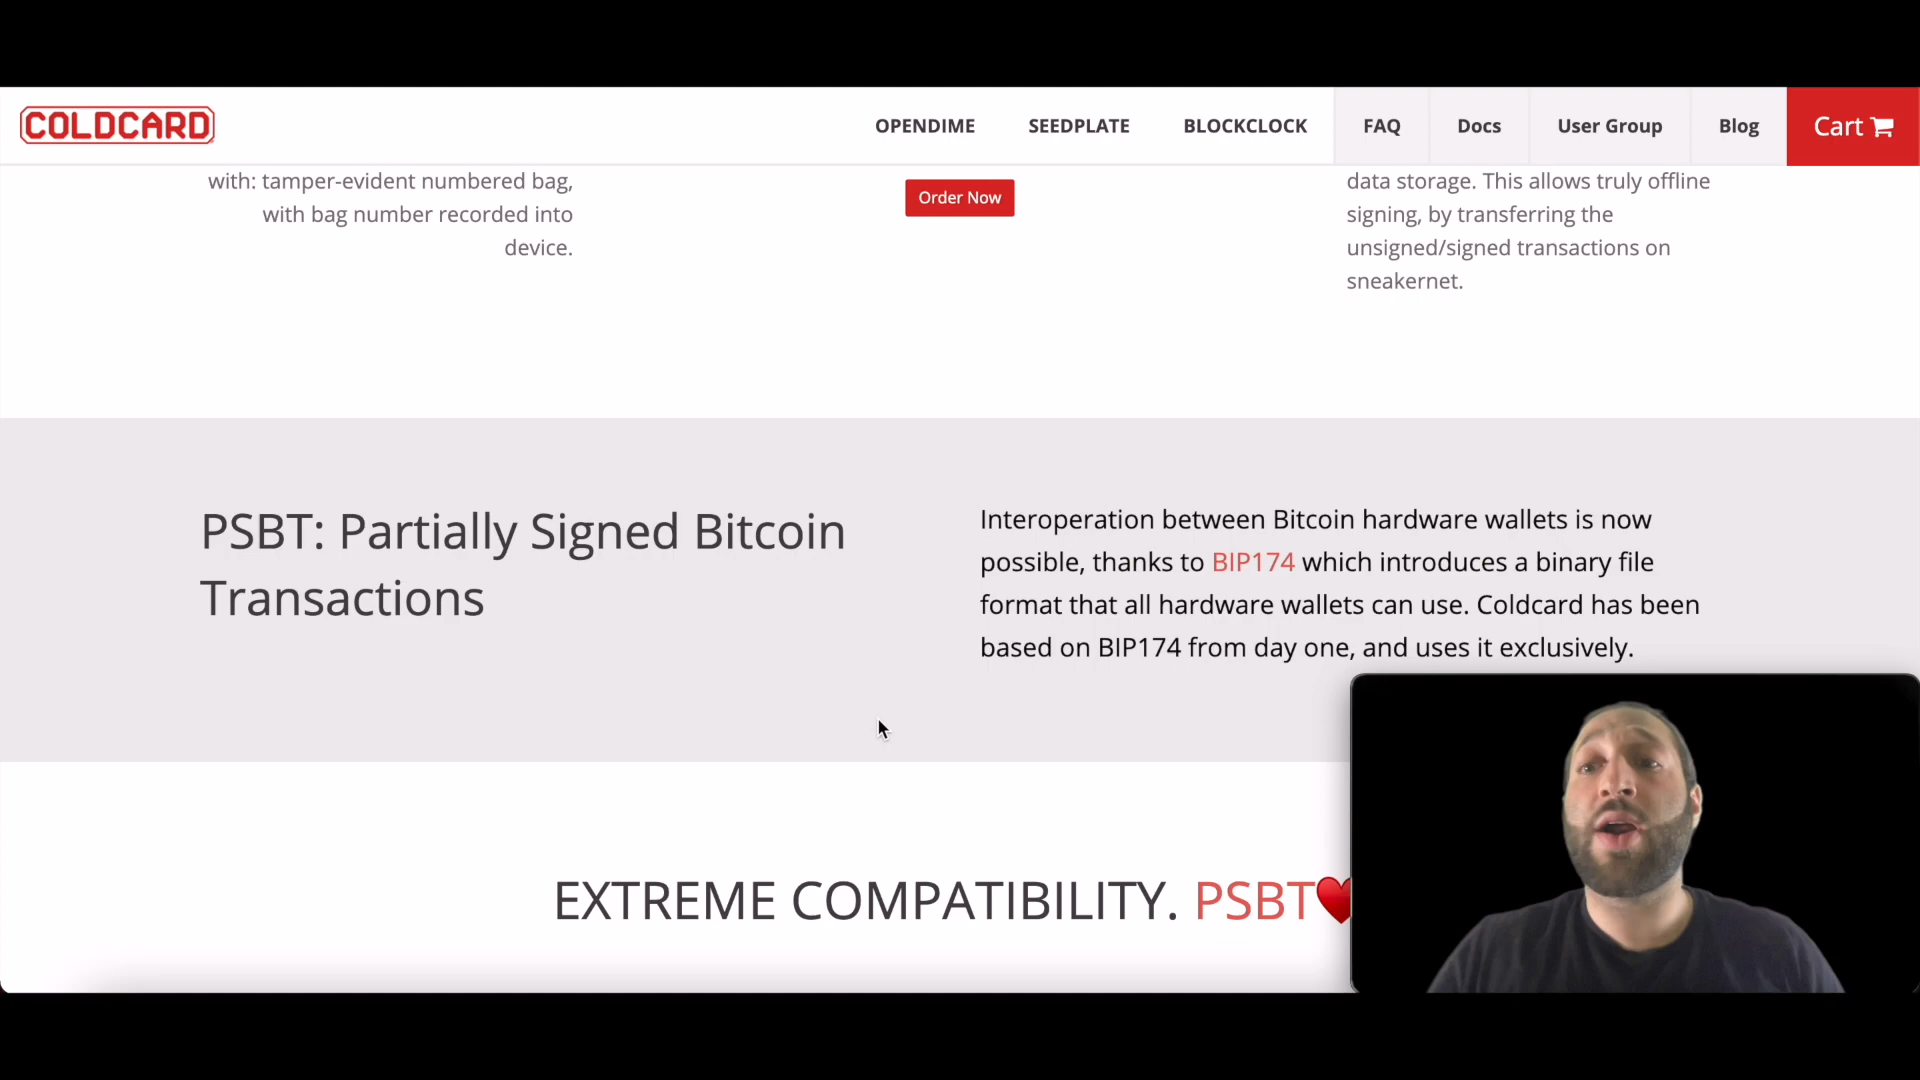 COLDCARD
OPENDIME SEEDPLATE BLOCKCLOCK FAQ Docs User Group Blog Cart
with: tamper-evident numbered bag,
with bag number recorded into
device.
Order Now
data storage. This allows truly offline
signing, by transferring the
unsigned/signed transactions on
sneakernet.
PSBT: Partially Signed Bitcoin
Transactions
Interoperation between Bitcoin hardware wallets is now
possible, thanks to BIP174 which introduces a binary file
format that all hardware wallets can use. Coldcard has been
based on BIP174 from day one, and uses it exclusively.
EXTREME COMPATIBILITY. PSBT❤